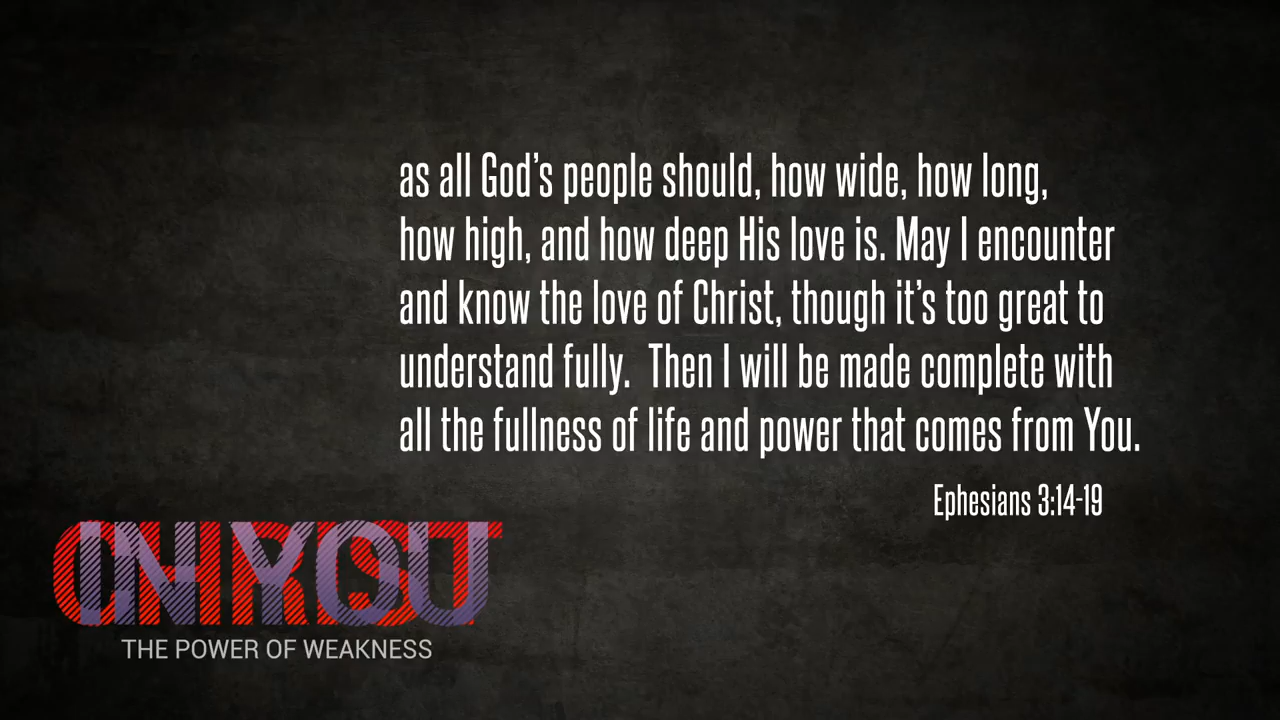 as all God’s people should, how wide, how long,
how high, and how deep His love is. May I encounter
and know the love of Christ, though it’s too great to
understand fully.  Then I will be made complete with
all the fullness of life and power that comes from You.
Ephesians 3:14-19
CHRIST
IN YOU
THE POWER OF WEAKNESS